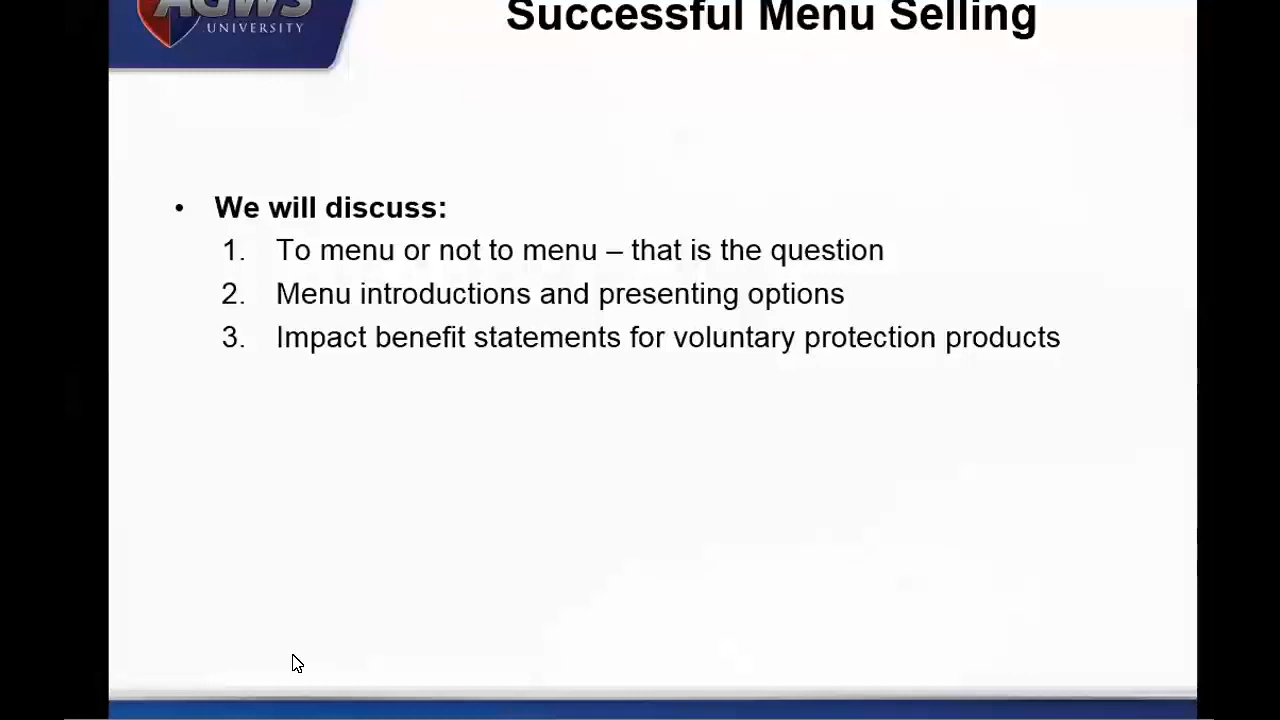 AGWS
UNIVERSITY
Successful Menu Selling
• We will discuss:
1. To menu or not to menu – that is the question
2. Menu introductions and presenting options
3. Impact benefit statements for voluntary protection products